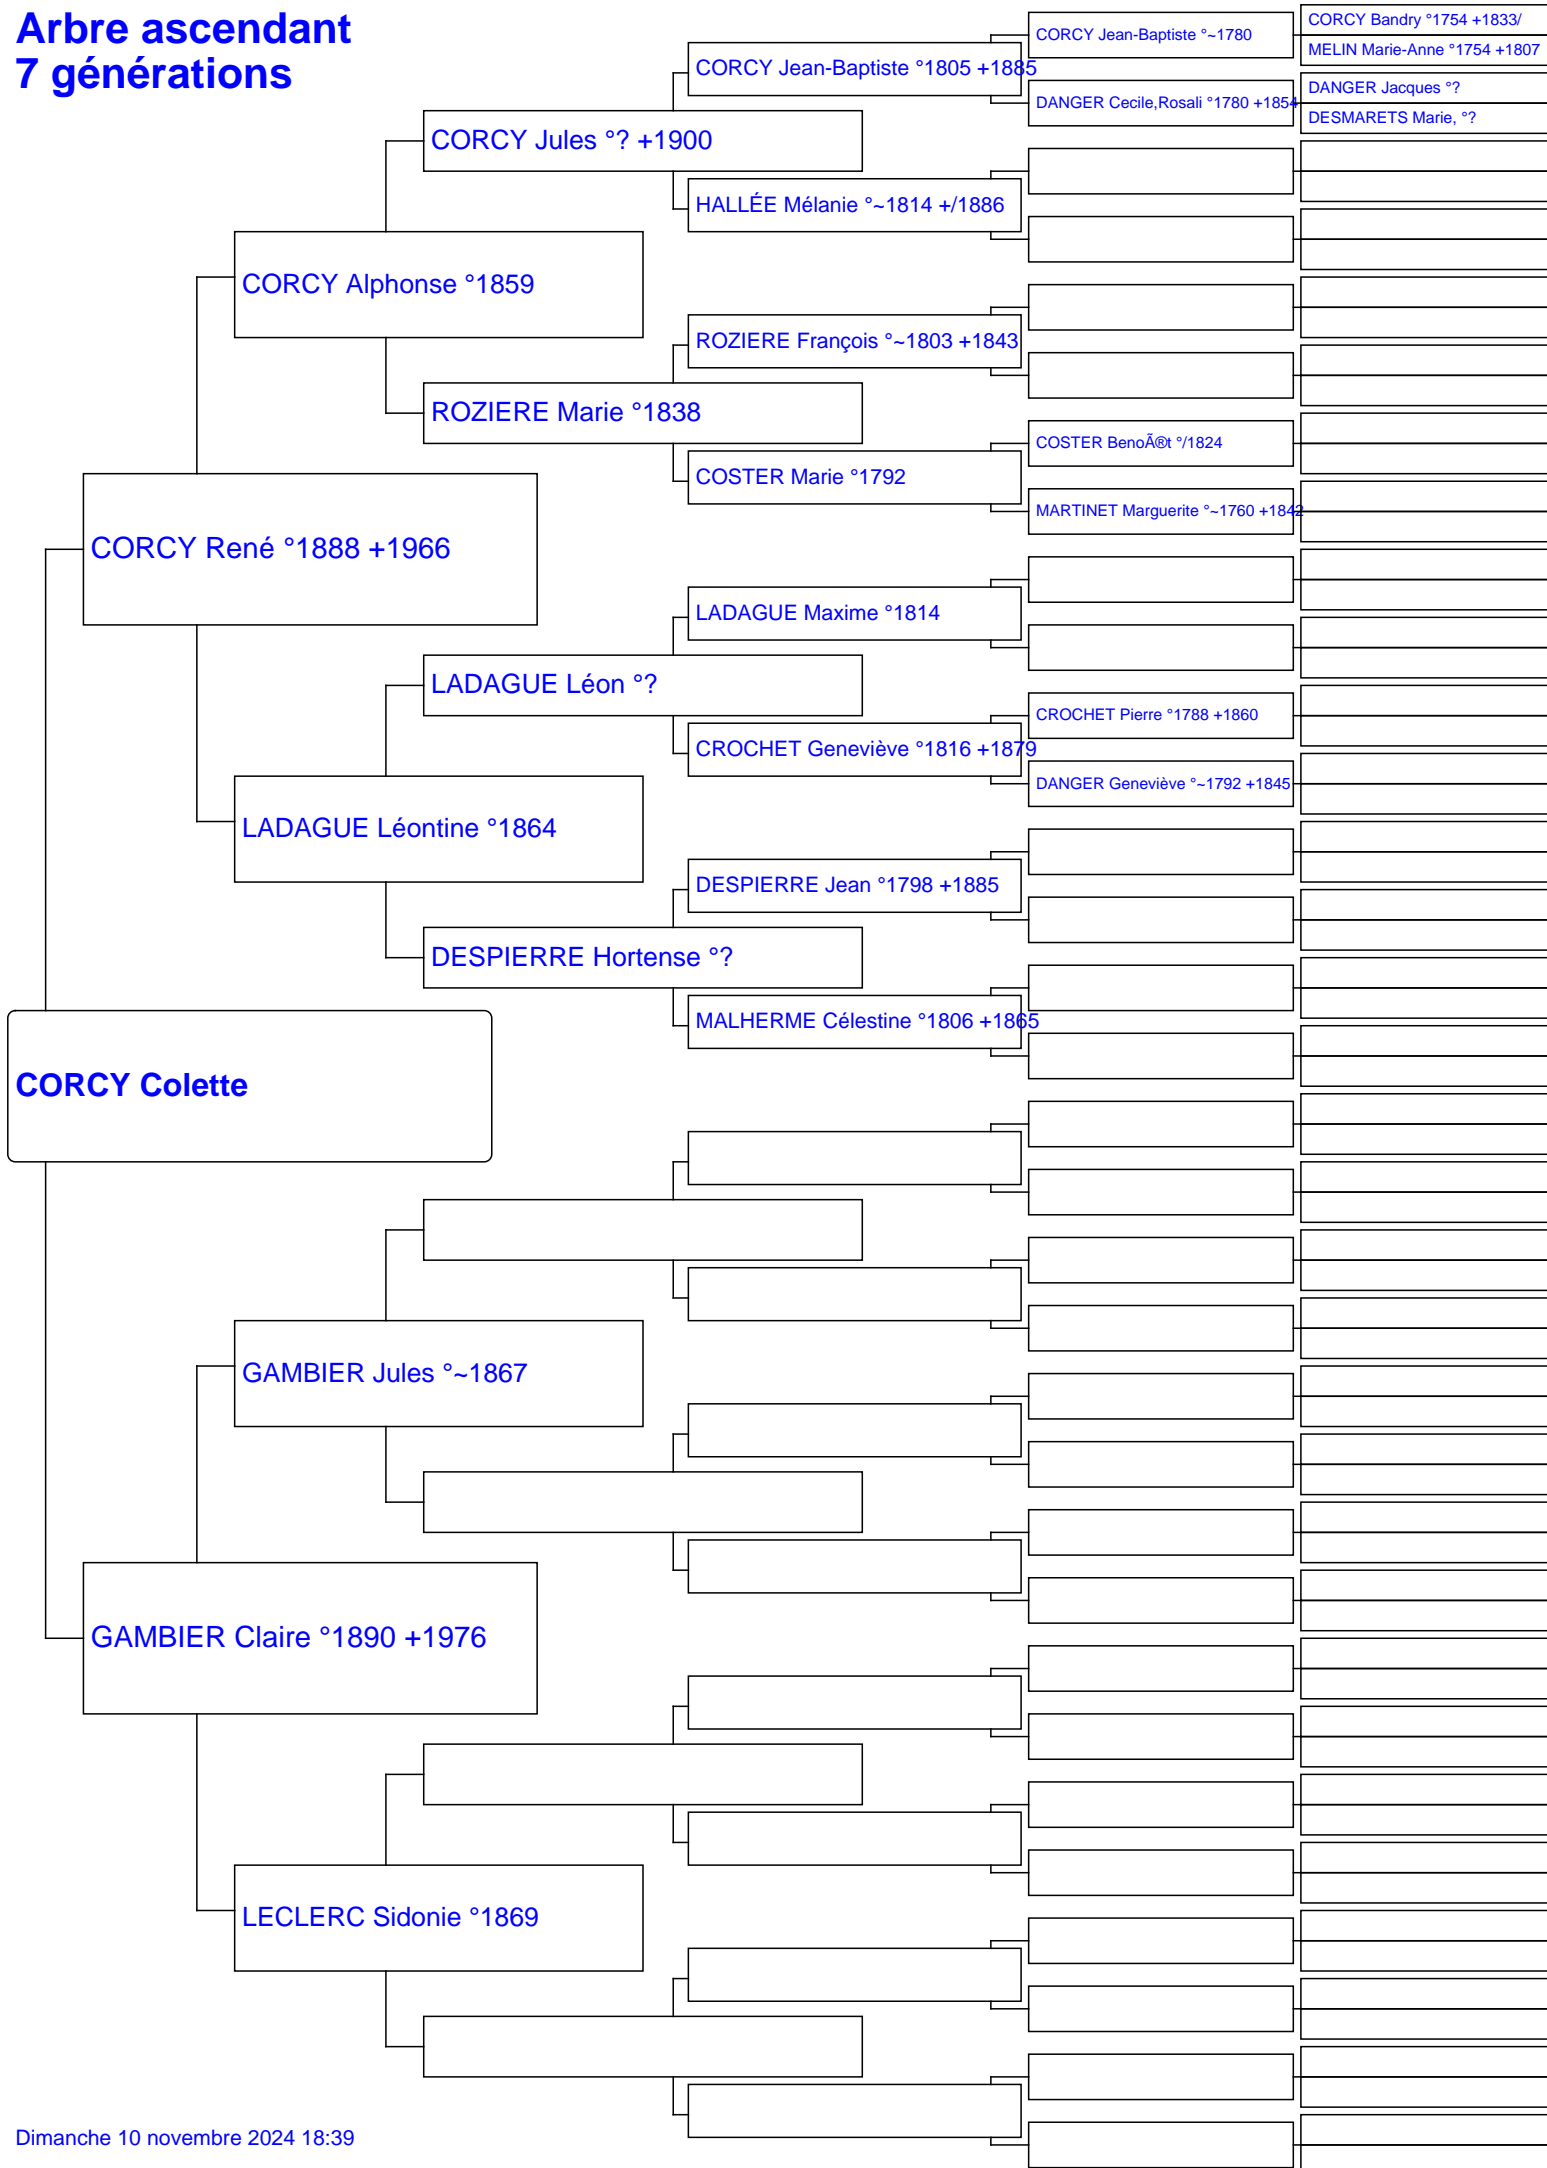 Arbre ascendant
7 générations
CORCY Jean-Baptiste °~1780
CORCY Bandry °1754 +1833/
MELIN Marie-Anne °1754 +1807
CORCY Jean-Baptiste °1805 +1885
DANGER Cecile,Rosali °1780 +1854
DANGER Jacques °?
DESMARETS Marie, °?
CORCY Jules °? +1900
HALLÉE Mélanie °~1814 +/1886
CORCY Alphonse °1859
ROZIERE François °~1803 +1843
ROZIERE Marie °1838
COSTER BenoÃ®t °/1824
COSTER Marie °1792
MARTINET Marguerite °~1760 +1842
CORCY René °1888 +1966
LADAGUE Maxime °1814
LADAGUE Léon °?
CROCHET Pierre °1788 +1860
CROCHET Geneviève °1816 +1879
DANGER Geneviève °~1792 +1845
LADAGUE Léontine °1864
DESPIERRE Jean °1798 +1885
DESPIERRE Hortense °?
MALHERME Célestine °1806 +1865
CORCY Colette
GAMBIER Jules °~1867
GAMBIER Claire °1890 +1976
LECLERC Sidonie °1869
Dimanche 10 novembre 2024 18:39